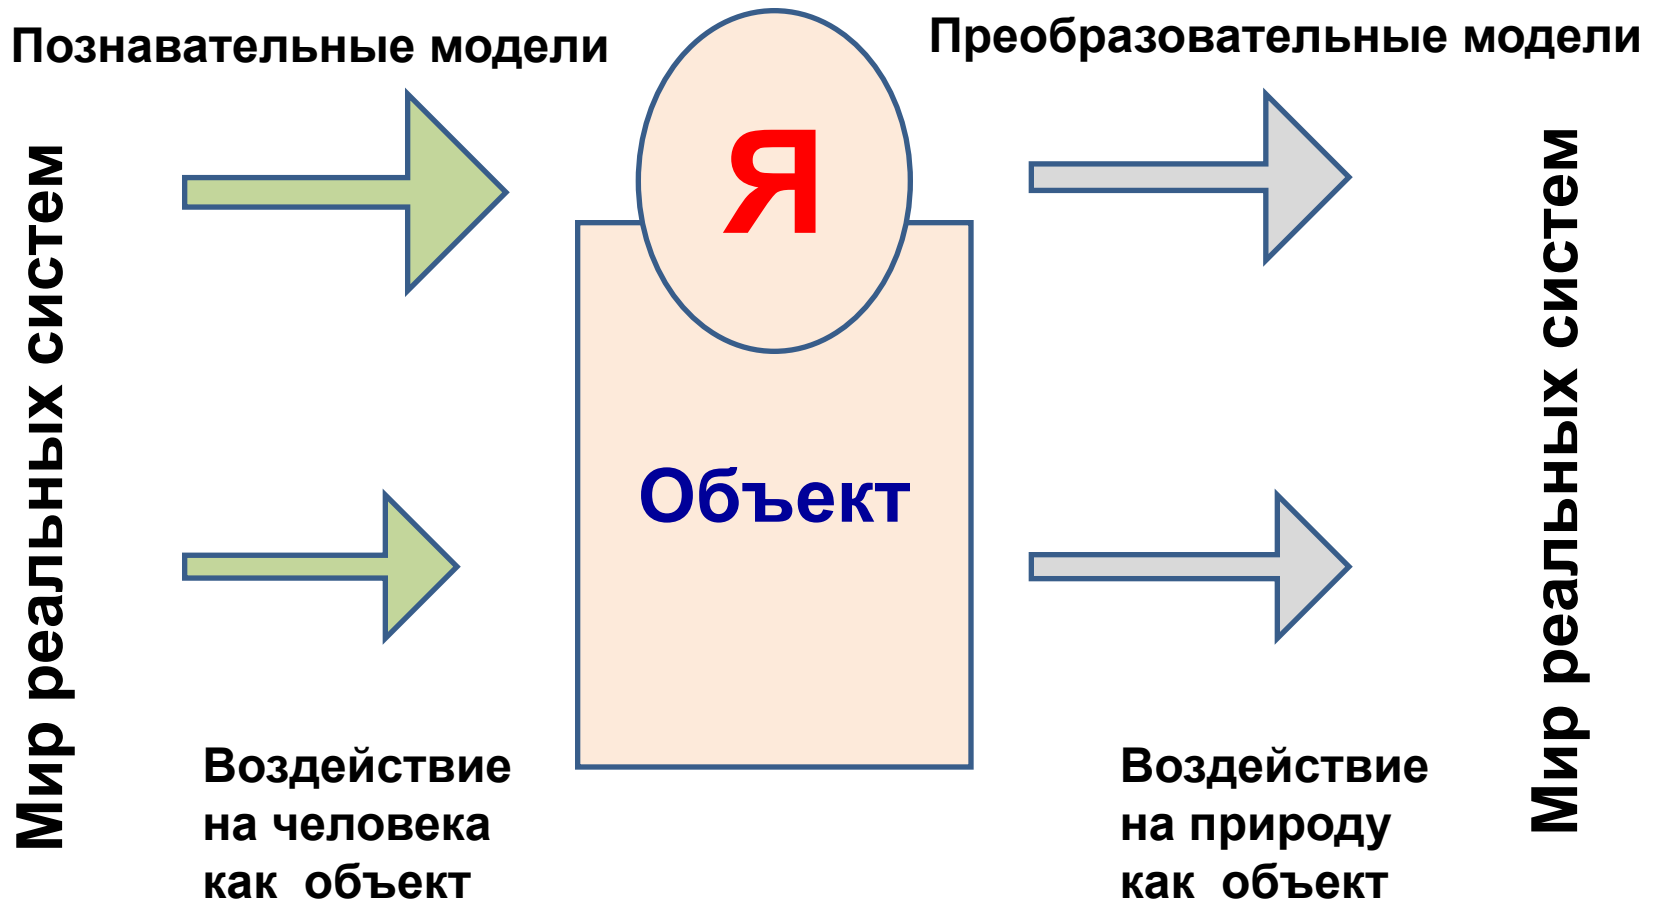 Познавательные модели
Преобразовательные модели
Мир реальных систем
Я
Объект
Мир реальных систем
Воздействие
на человека
как объект
Воздействие
на природу
как объект